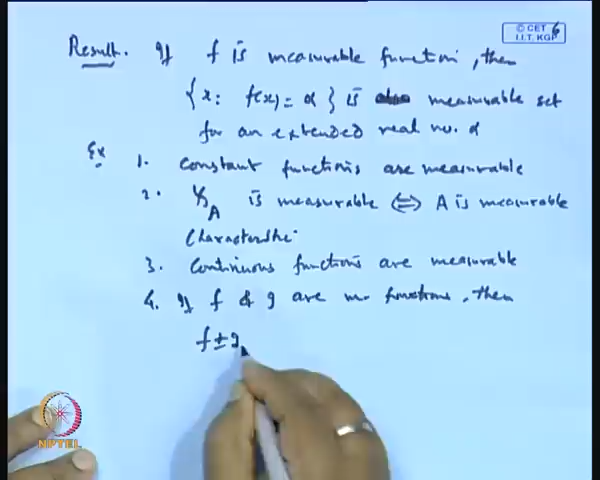 © CET 6
I.I.T. KGP
Result. If f is measurable function, then
{x: f(x) = α} is measurable set
for an extended real no. α
Ex 1. Constant functions are measurable
2. χ_A is measurable ⇔ A is measurable
Characteristic
3. Continuous functions are measurable
4. If f & g are m. functions, then
f ± g
NPTEL